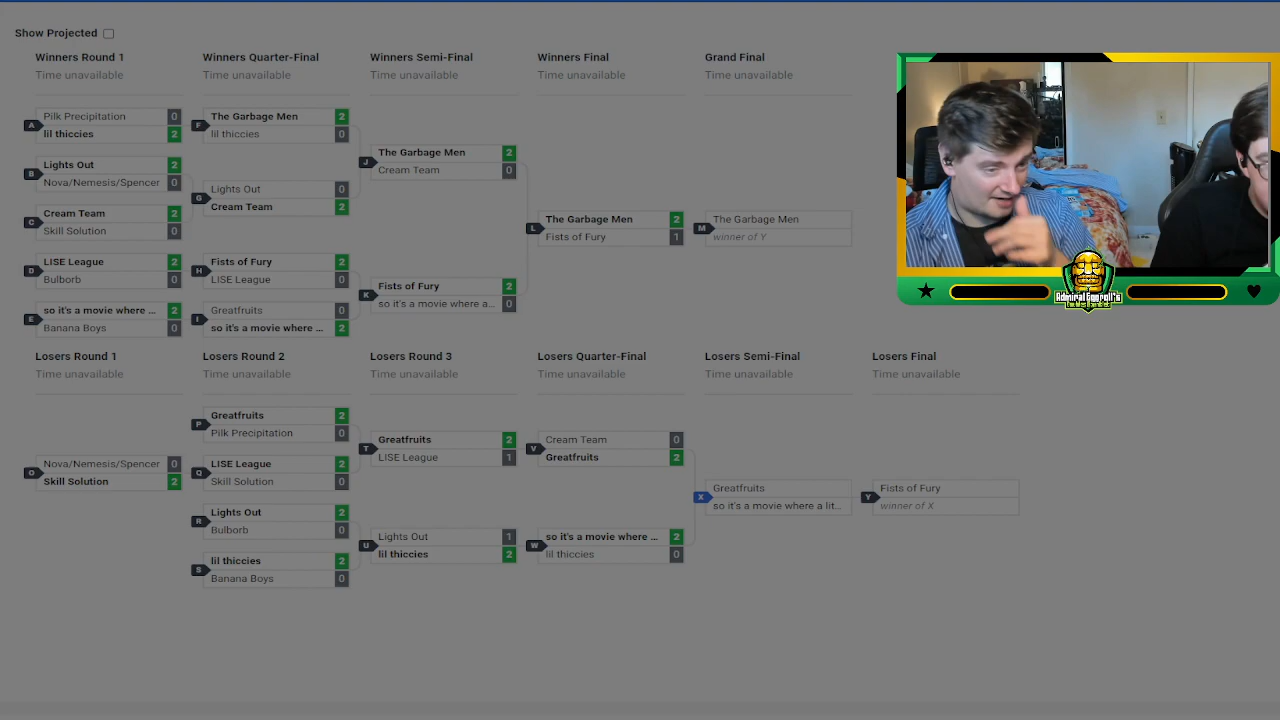 Show Projected
Winners Round 1
Time unavailable
Winners Quarter-Final
Time unavailable
Winners Semi-Final
Time unavailable
Winners Final
Time unavailable
Grand Final
Time unavailable
A
Pilk Precipitation 0
lil thiccies 2
B
Lights Out 2
Nova/Nemesis/Spencer 0
C
Cream Team 2
Skill Solution 0
D
LISE League 2
Bulborb 0
E
so it's a movie where ... 2
Banana Boys 0
F
The Garbage Men 2
lil thiccies 0
G
Lights Out 0
Cream Team 2
H
Fists of Fury 2
LISE League 0
I
Greatfruits 0
so it's a movie where ... 2
J
The Garbage Men 2
Cream Team 0
K
Fists of Fury 2
so it's a movie where a... 0
L
The Garbage Men 2
Fists of Fury 1
M
The Garbage Men
winner of Y
Admiral Eggroll's
Losers Round 1
Time unavailable
Losers Round 2
Time unavailable
Losers Round 3
Time unavailable
Losers Quarter-Final
Time unavailable
Losers Semi-Final
Time unavailable
Losers Final
Time unavailable
O
Nova/Nemesis/Spencer 0
Skill Solution 2
P
Greatfruits 2
Pilk Precipitation 0
Q
LISE League 2
Skill Solution 0
R
Lights Out 2
Bulborb 0
S
lil thiccies 2
Banana Boys 0
T
Greatfruits 2
LISE League 1
U
Lights Out 1
lil thiccies 2
V
Cream Team 0
Greatfruits 2
W
so it's a movie where ... 2
lil thiccies 0
X
Greatfruits
so it's a movie where a lit...
Y
Fists of Fury
winner of X